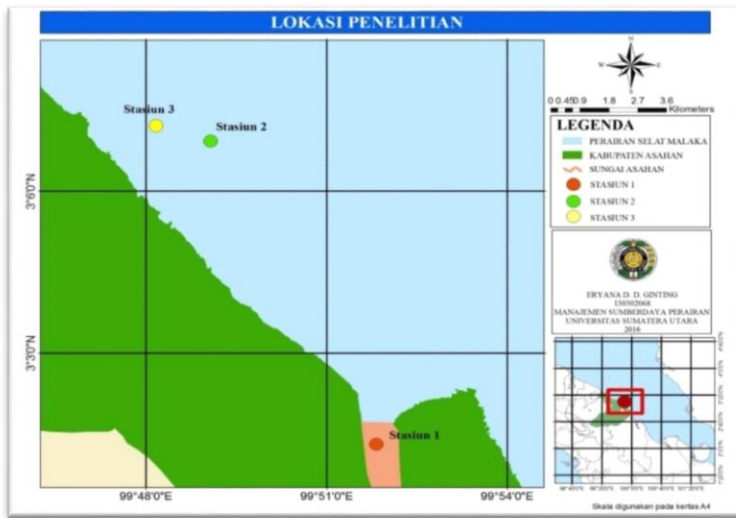 LOKASI PENELITIAN
Stasiun 3
Stasiun 2
Stasiun 1
3°6'0"N
3°3'0"N
99°48'0"E
99°51'0"E
99°54'0"E
N
W
E
S
0 0.45 0.9 1.8 2.7 3.6
Kilometers
LEGENDA
PERAIRAN SELAT MALAKA
KABUPATEN ASAHAN
SUNGAI ASAHAN
STASIUN 1
STASIUN 2
STASIUN 3
ERYANA D. D. GINTING
130302068
MANAJEMEN SUMBERDAYA PERAIRAN
UNIVERSITAS SUMATERA UTARA
2016
Skala digunakan pada kertas A4